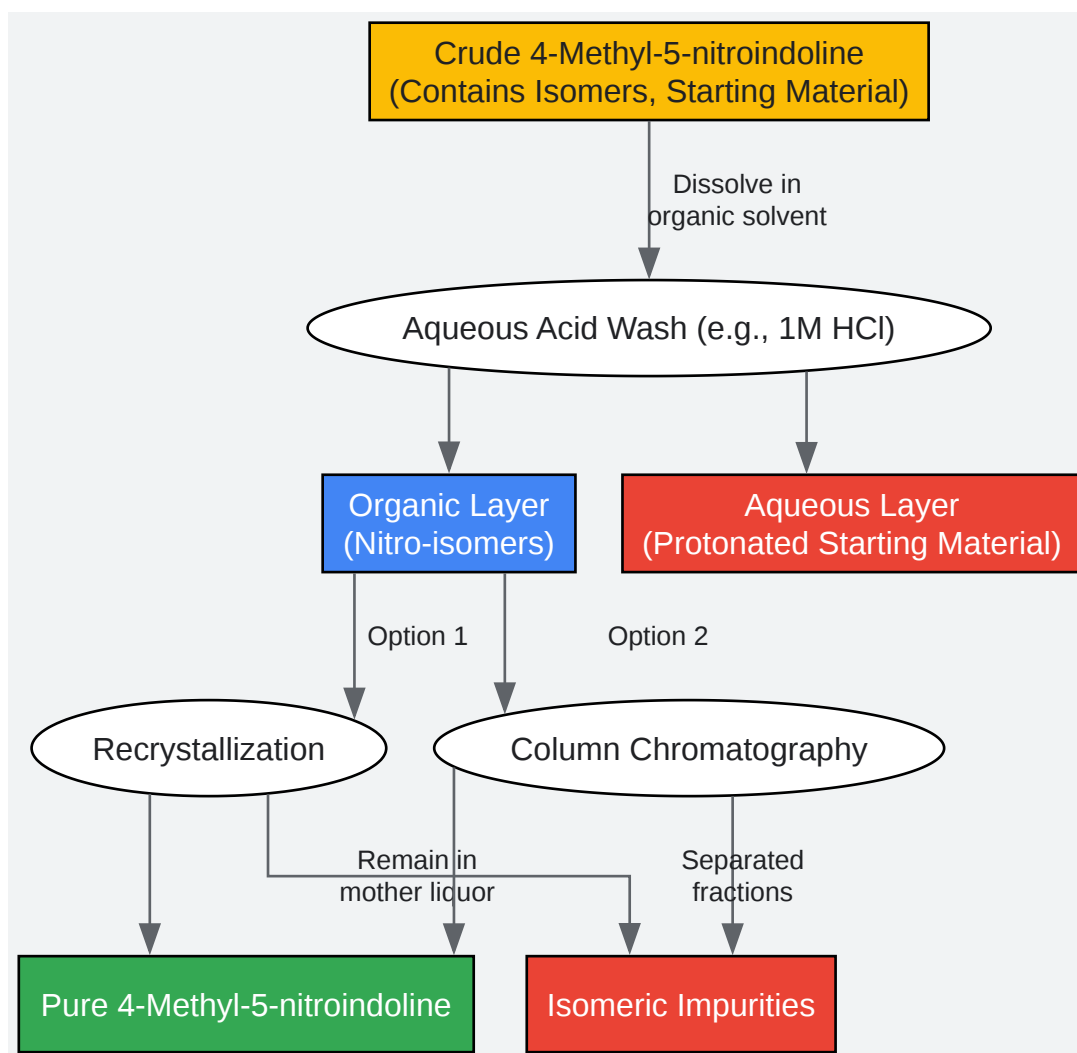 Crude 4-Methyl-5-nitroindoline
(Contains Isomers, Starting Material)
Dissolve in
organic solvent
Aqueous Acid Wash (e.g., 1M HCl)
Organic Layer
(Nitro-isomers)
Aqueous Layer
(Protonated Starting Material)
Option 1
Option 2
Recrystallization
Column Chromatography
Remain in
mother liquor
Separated
fractions
Pure 4-Methyl-5-nitroindoline
Isomeric Impurities